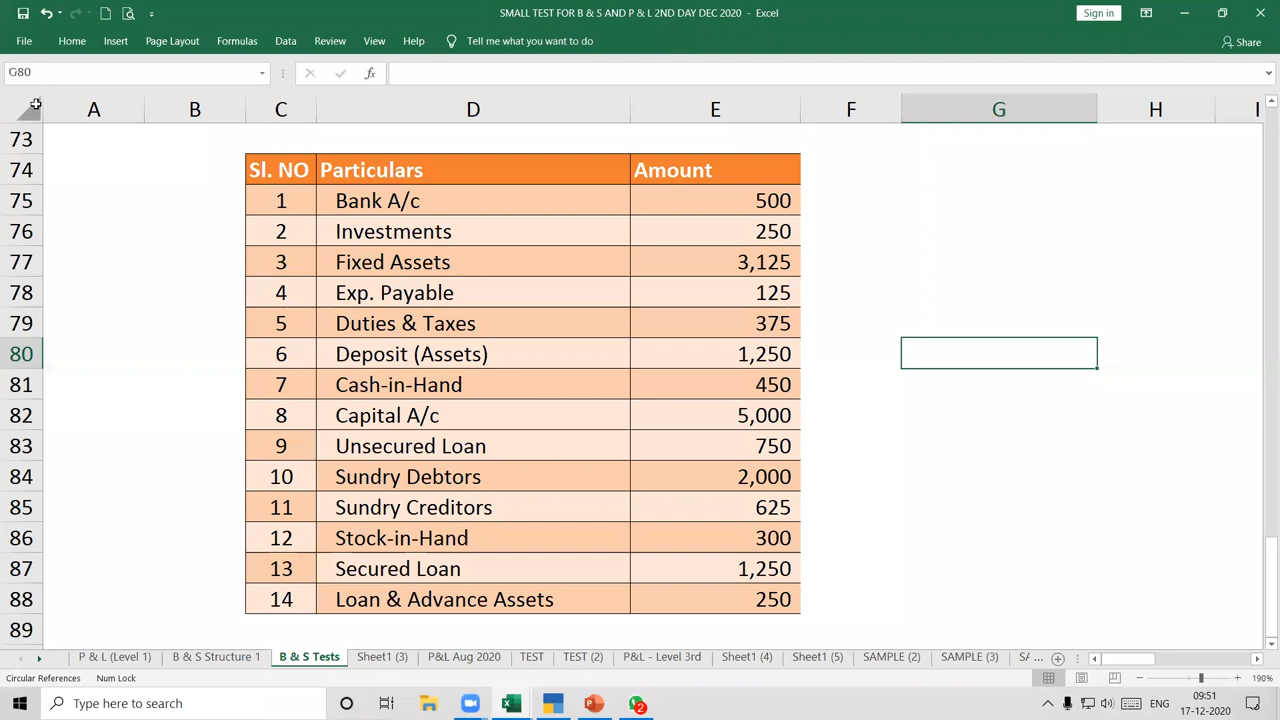 SMALL TEST FOR B & S AND P & L 2ND DAY DEC 2020 - Excel
Sign in
File Home Insert Page Layout Formulas Data Review View Help Tell me what you want to do Share
G80 fx
A B C D E F G H I
73
74 Sl. NO Particulars Amount
75 1 Bank A/c 500
76 2 Investments 250
77 3 Fixed Assets 3,125
78 4 Exp. Payable 125
79 5 Duties & Taxes 375
80 6 Deposit (Assets) 1,250
81 7 Cash-in-Hand 450
82 8 Capital A/c 5,000
83 9 Unsecured Loan 750
84 10 Sundry Debtors 2,000
85 11 Sundry Creditors 625
86 12 Stock-in-Hand 300
87 13 Secured Loan 1,250
88 14 Loan & Advance Assets 250
89
P & L (Level 1) B & S Structure 1 B & S Tests Sheet1 (3) P&L Aug 2020 TEST TEST (2) P&L - Level 3rd Sheet1 (4) Sheet1 (5) SAMPLE (2) SAMPLE (3) SA ...
Circular References Num Lock 190%
Type here to search 2 ENG 09:51
17-12-2020